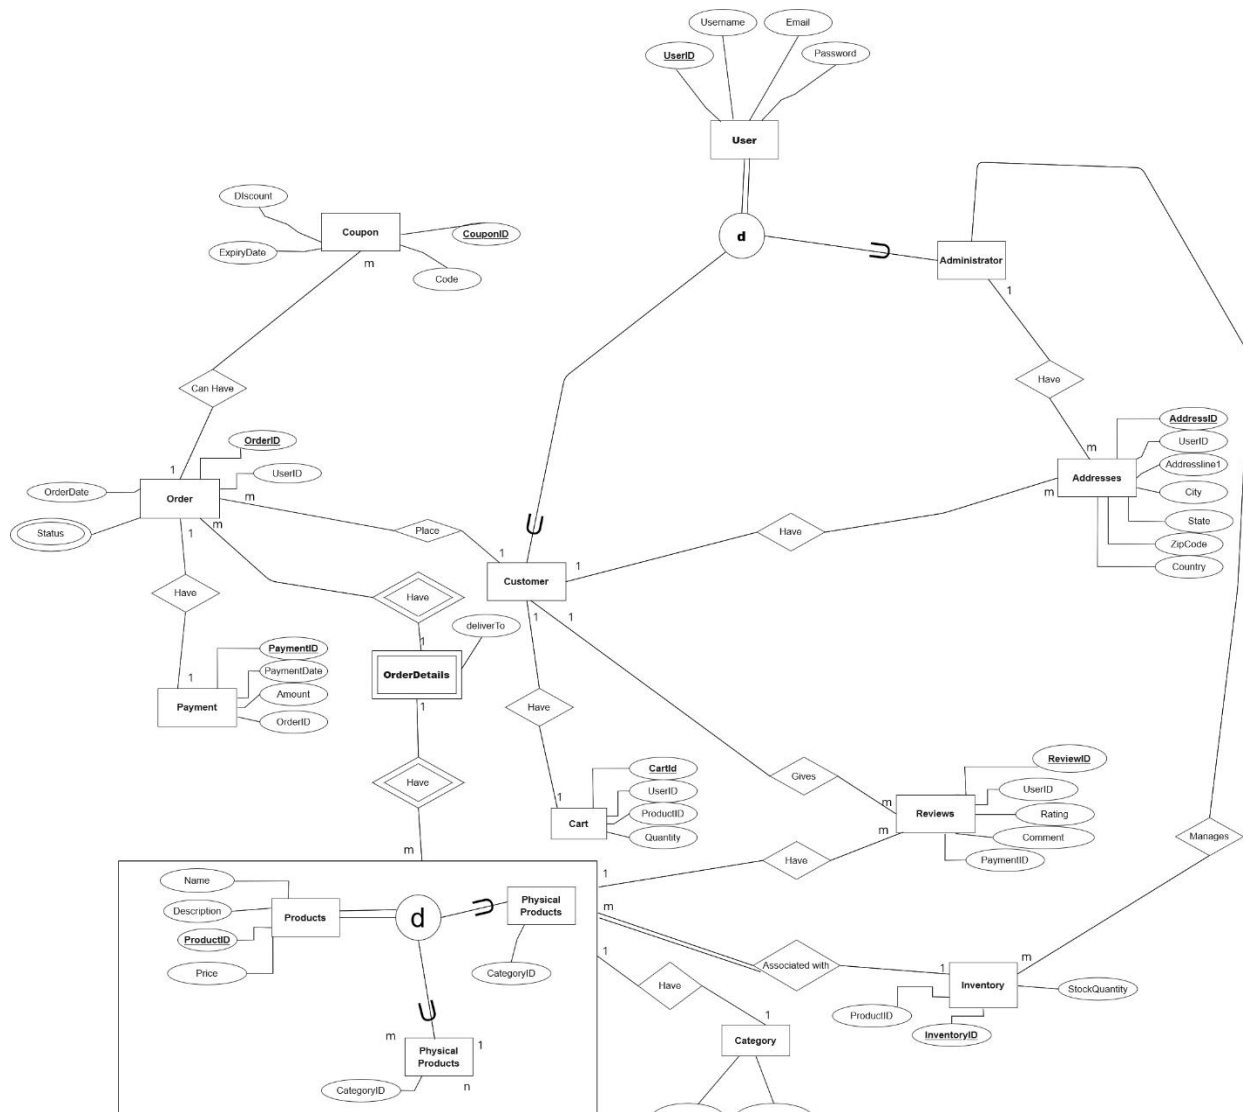 Username
Email
UserID
Password
User
d
Administrator
1
DIscount
Coupon
CouponID
ExpiryDate
Code
m
Can Have
Have
1
OrderID
UserID
OrderDate
Order
m
Status
1
m
Place
1
Customer
1
1
1
Have
m
m
Addresses
AddressID
UserID
Addressline1
City
State
ZipCode
Country
Have
1
Payment
PaymentID
PaymentDate
Amount
OrderID
Have
1
OrderDetails
deliverTo
1
Have
m
Have
1
Cart
CartId
UserID
ProductID
Quantity
Gives
m
m
Reviews
ReviewID
UserID
Rating
Comment
PaymentID
Have
1
Manages
m
Name
Description
ProductID
Price
Products
d
Physical
Products
CategoryID
Physical
Products
CategoryID
m
1
n
m
Associated with
1
Inventory
StockQuantity
ProductID
InventoryID
1
Have
1
Category